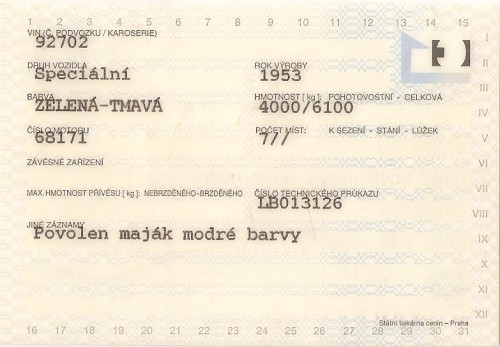 1 2 3 4 5 6 7 8 9 10 11 12 13 14 15
VIN (Č. PODVOZKU / KAROSERIE)
92702
I
DRUH VOZIDLA ROK VÝROBY
II
Speciální 1953
III
BARVA HMOTNOST [ kg ]: POHOTOVOSTNÍ - CELKOVÁ
ZELENÁ-TMAVÁ 4000/6100
IV
ČÍSLO MOTORU POČET MÍST: K SEZENÍ - STÁNÍ - LŮŽEK
68171 7//
V
ZÁVĚSNÉ ZAŘÍZENÍ
VI
MAX. HMOTNOST PŘÍVĚSU [ kg ]: NEBRZDĚNÉHO-BRZDĚNÉHO ČÍSLO TECHNICKÉHO PRŮKAZU
VII
LB013126
VIII
JINÉ ZÁZNAMY
Povolen maják modré barvy
IX
X
XI
XII
Státní tiskárna cenin – Praha
16 17 18 19 20 21 22 23 24 25 26 27 28 29 30 31